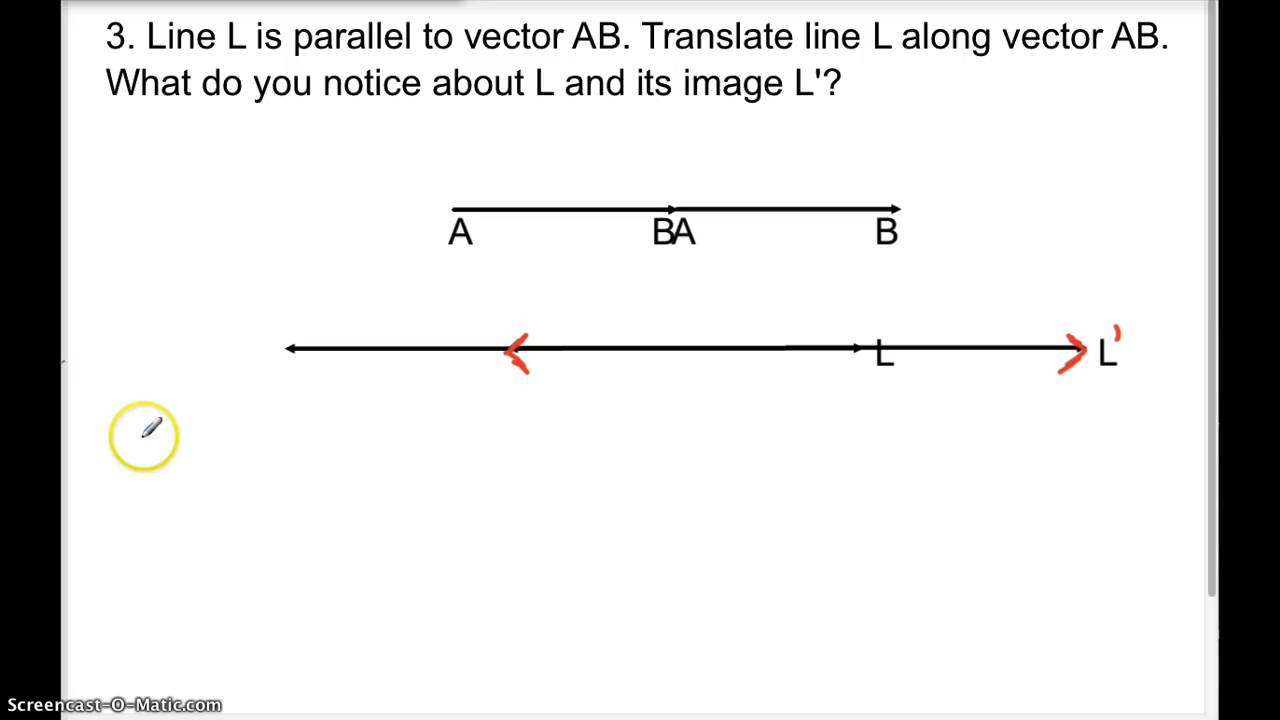 3. Line L is parallel to vector AB. Translate line L along vector AB.
What do you notice about L and its image L'?
A BA B
L L'
Screencast-O-Matic.com